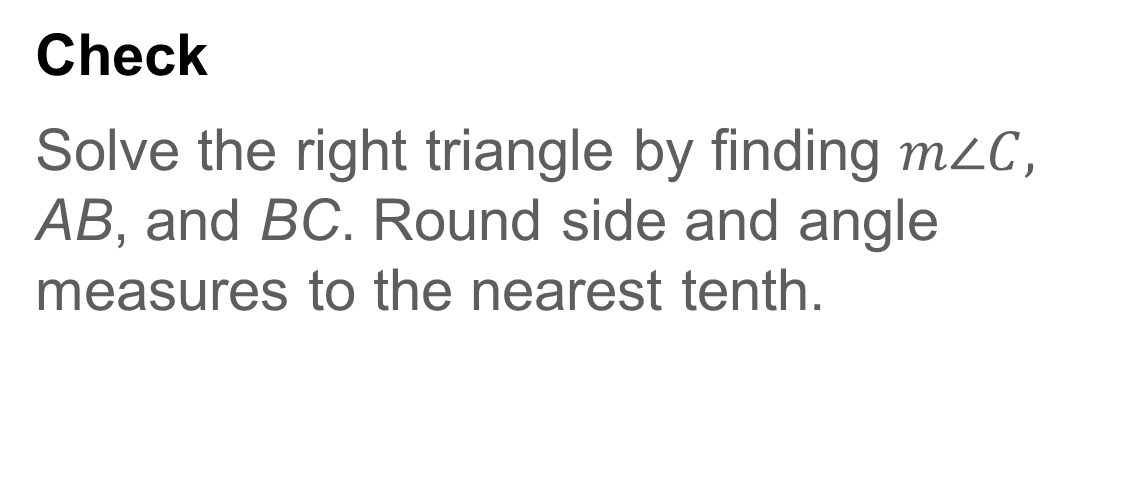 Check
Solve the right triangle by finding 𝑚∠𝐶,
AB, and BC. Round side and angle
measures to the nearest tenth.